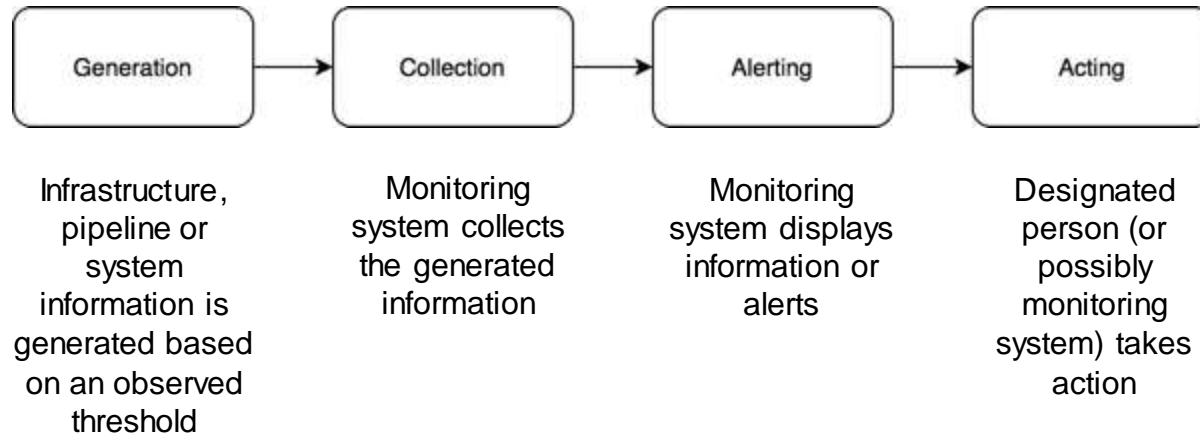 Generation
Collection
Alerting
Acting
Infrastructure,
pipeline or
system
information is
generated based
on an observed
threshold
Monitoring
system collects
the generated
information
Monitoring
system displays
information or
alerts
Designated
person (or
possibly
monitoring
system) takes
action